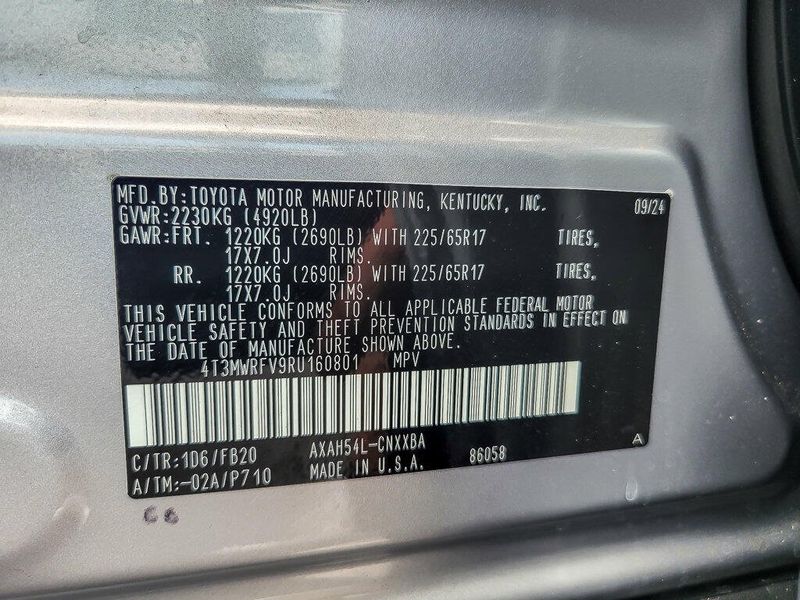 MFD.BY:TOYOTA MOTOR MANUFACTURING, KENTUCKY, INC. 09/24
GVWR:2230KG (4920LB)
GAWR:FRT. 1220KG (2690LB) WITH 225/65R17 TIRES,
17X7.0J RIMS.
RR. 1220KG (2690LB) WITH 225/65R17 TIRES,
17X7.0J RIMS.
THIS VEHICLE CONFORMS TO ALL APPLICABLE FEDERAL MOTOR
VEHICLE SAFETY AND THEFT PREVENTION STANDARDS IN EFFECT ON
THE DATE OF MANUFACTURE SHOWN ABOVE.
4T3MWRFV9RU160801 MPV
C/TR:1D6/FB20 AXAH54L-CNXXBA 86058 A
A/TM:-02A/P710 MADE IN U.S.A.